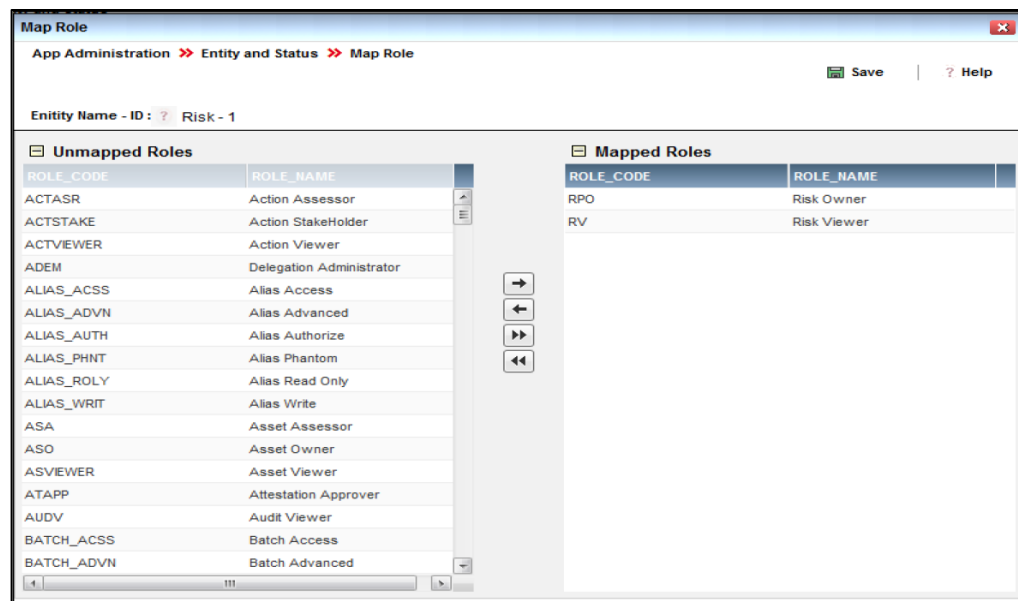 Map Role
App Administration >> Entity and Status >> Map Role
Save | ? Help
Enitity Name - ID : ? Risk - 1
Unmapped Roles
ROLE_CODE ROLE_NAME
ACTASR Action Assessor
ACTSTAKE Action StakeHolder
ACTVIEWER Action Viewer
ADEM Delegation Administrator
ALIAS_ACSS Alias Access
ALIAS_ADVN Alias Advanced
ALIAS_AUTH Alias Authorize
ALIAS_PHNT Alias Phantom
ALIAS_ROLY Alias Read Only
ALIAS_WRIT Alias Write
ASA Asset Assessor
ASO Asset Owner
ASVIEWER Asset Viewer
ATAPP Attestation Approver
AUDV Audit Viewer
BATCH_ACSS Batch Access
BATCH_ADVN Batch Advanced
Mapped Roles
ROLE_CODE ROLE_NAME
RPO Risk Owner
RV Risk Viewer